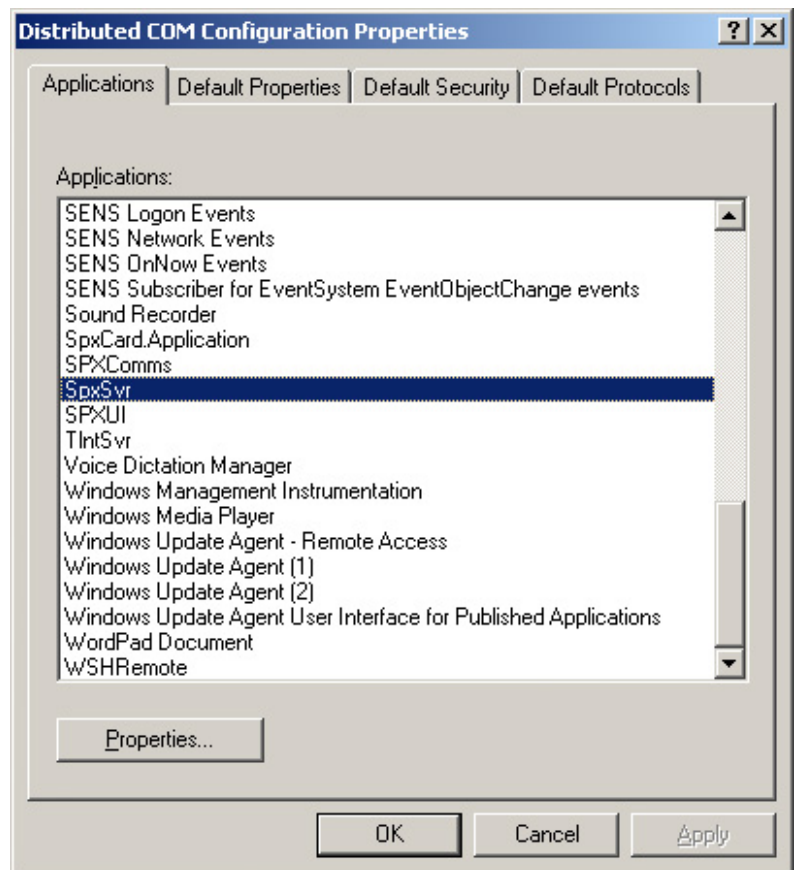 Distributed COM Configuration Properties
Applications Default Properties Default Security Default Protocols
Applications:
SENS Logon Events
SENS Network Events
SENS OnNow Events
SENS Subscriber for EventSystem EventObjectChange events
Sound Recorder
SpxCard.Application
SPXComms
SpxSvr
SPXUI
TlntSvr
Voice Dictation Manager
Windows Management Instrumentation
Windows Media Player
Windows Update Agent - Remote Access
Windows Update Agent (1)
Windows Update Agent (2)
Windows Update Agent User Interface for Published Applications
WordPad Document
WSHRemote
Properties...
OK Cancel Apply